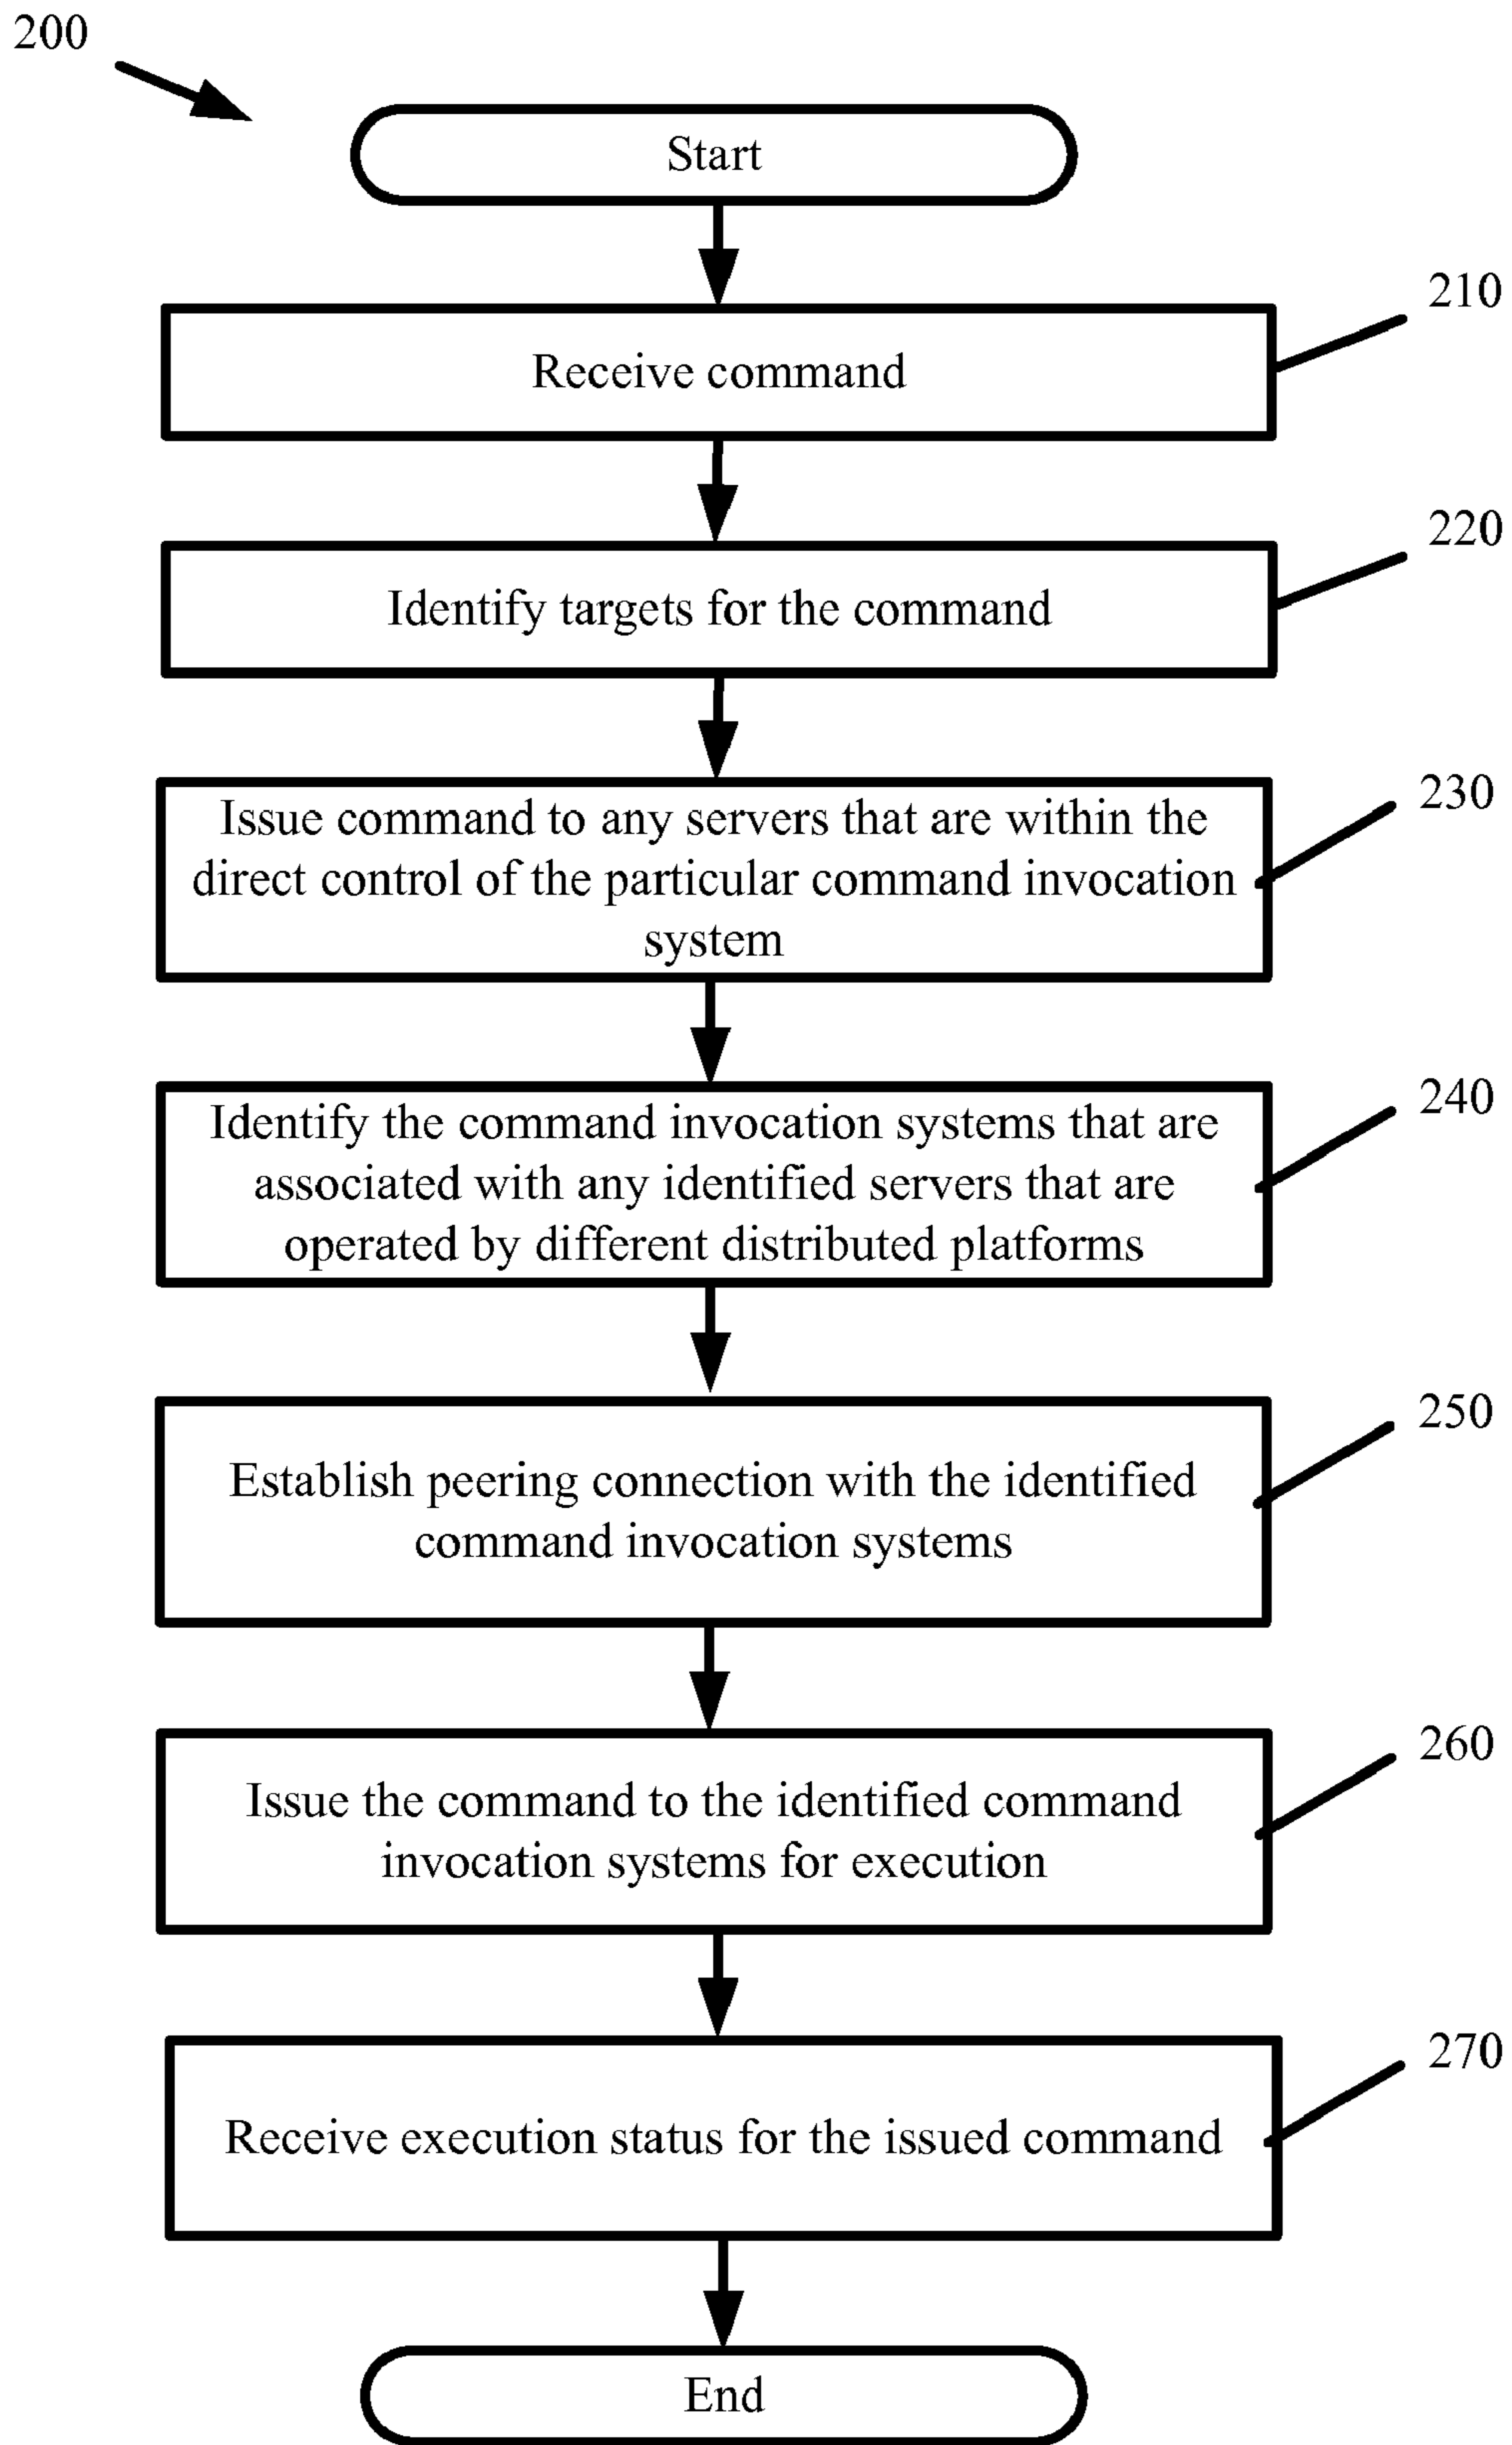 200
Start
210
Receive command
220
Identify targets for the command
230
Issue command to any servers that are within the
direct control of the particular command invocation
system
240
Identify the command invocation systems that are
associated with any identified servers that are
operated by different distributed platforms
250
Establish peering connection with the identified
command invocation systems
260
Issue the command to the identified command
invocation systems for execution
270
Receive execution status for the issued command
End